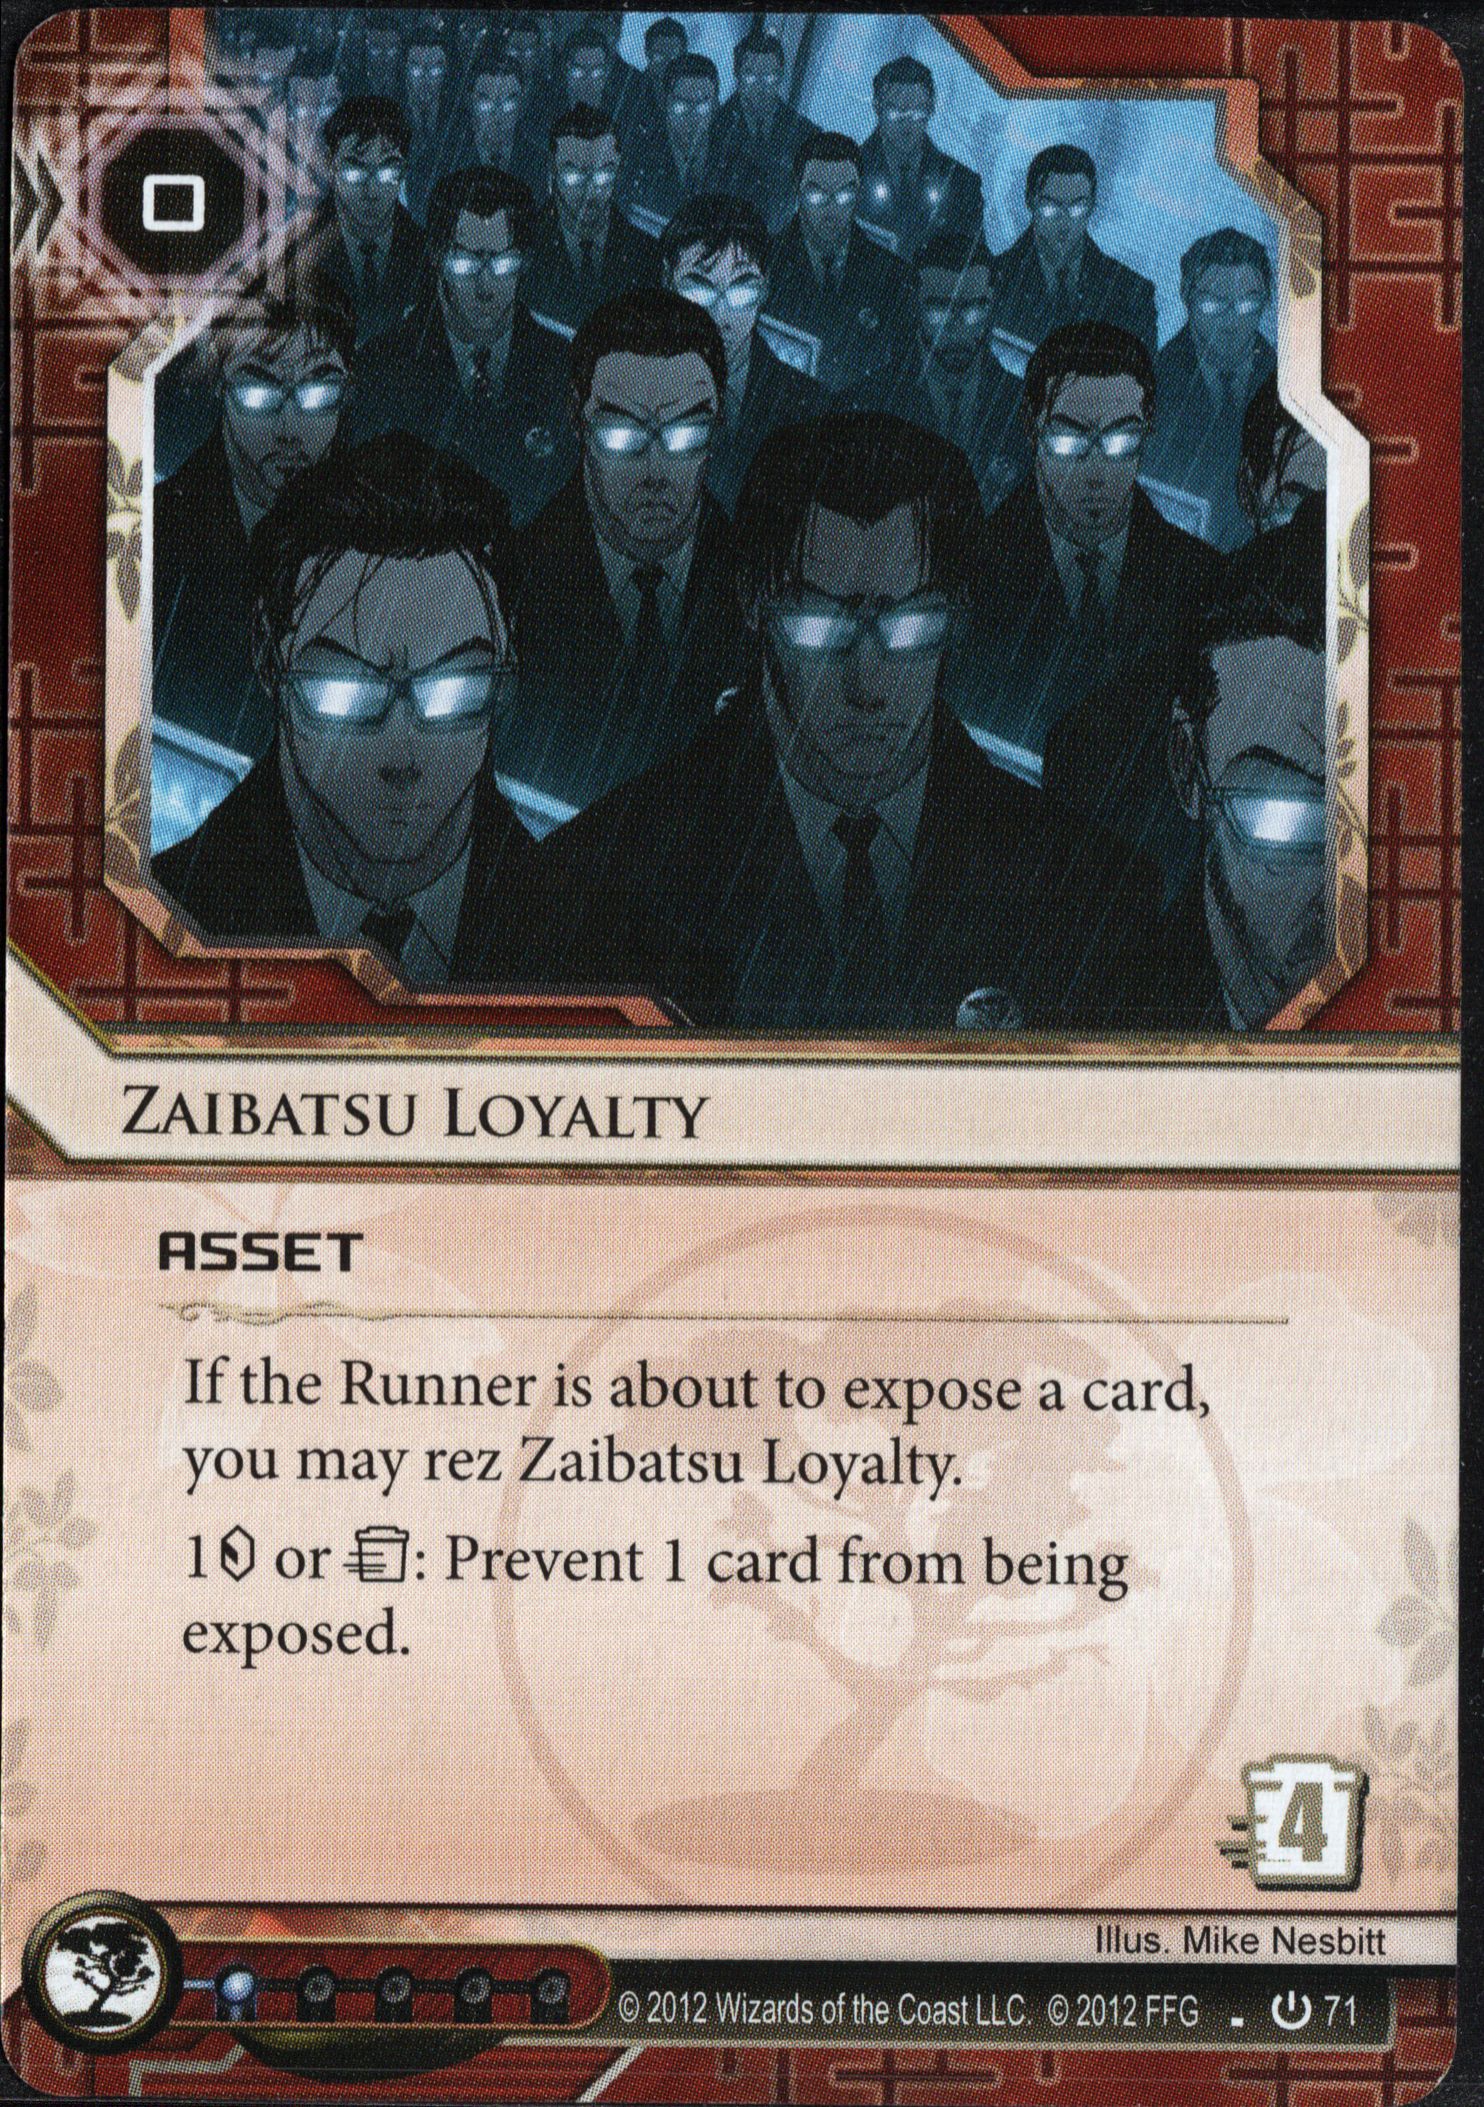 ZAIBATSU LOYALTY
ASSET
If the Runner is about to expose a card,
you may rez Zaibatsu Loyalty.
1 or : Prevent 1 card from being
exposed.
4
Illus. Mike Nesbitt
© 2012 Wizards of the Coast LLC. © 2012 FFG 71